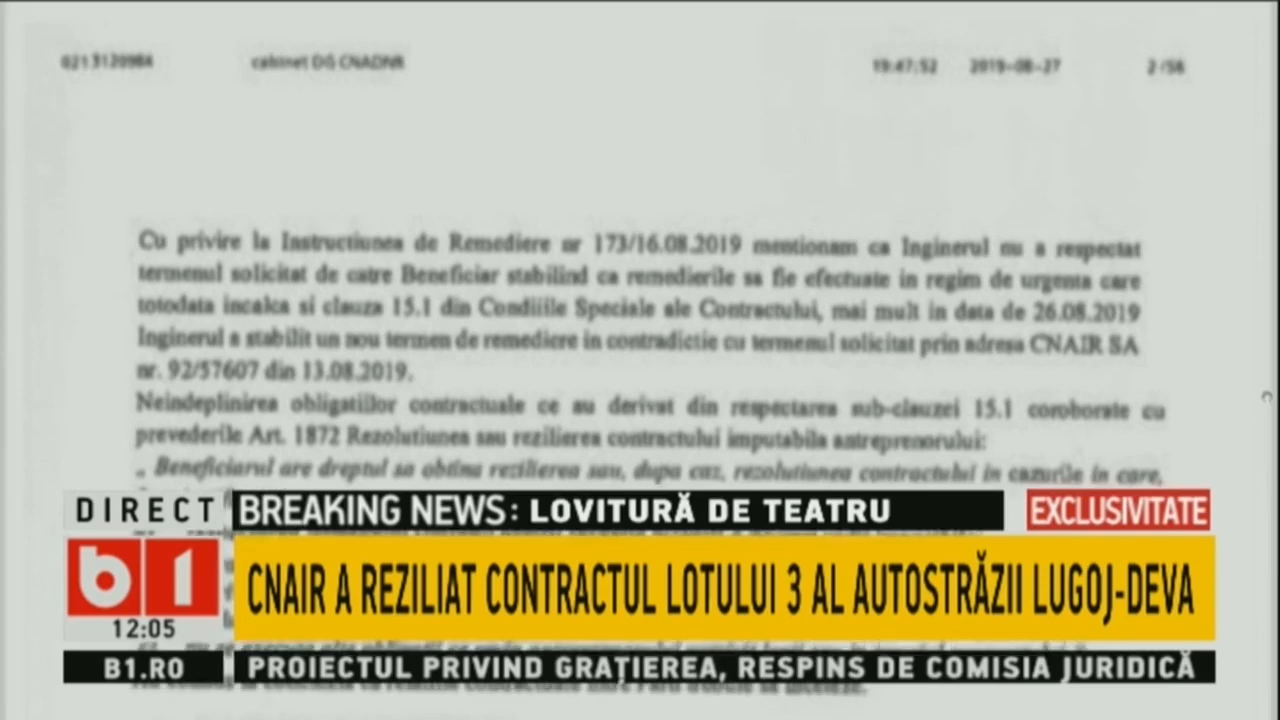 0213120984 cabinet DG CNADNR 19:47:52 2019-08-27 2 /56
Cu privire la Instructiunea de Remediere nr 173/16.08.2019 mentionam ca Inginerul nu a respectat
termenul solicitat de catre Beneficiar stabilind ca remedierile sa fie efectuate in regim de urgenta care
totodata incalca si clauza 15.1 din Condiiile Speciale ale Contractului, mai mult in data de 26.08.2019
Inginerul a stabilit un nou termen de remediere in contradictie cu termenul solicitat prin adresa CNAIR SA
nr. 92/57607 din 13.08.2019.
Neindeplinirea obligatiilor contractuale ce au derivat din respectarea sub-clauzei 15.1 coroborate cu
prevederile Art. 1872 Rezolutiunea sau rezilierea contractului imputabila antreprenorului:
„ Beneficiarul are dreptul sa obtina rezilierea sau, dupa caz, rezolutiunea contractului in cazurile in care,
DIRECT BREAKING NEWS: LOVITURĂ DE TEATRU EXCLUSIVITATE
b1 CNAIR A REZILIAT CONTRACTUL LOTULUI 3 AL AUTOSTRĂZII LUGOJ-DEVA
12:05
B1.RO PROIECTUL PRIVIND GRAȚIEREA, RESPINS DE COMISIA JURIDICĂ